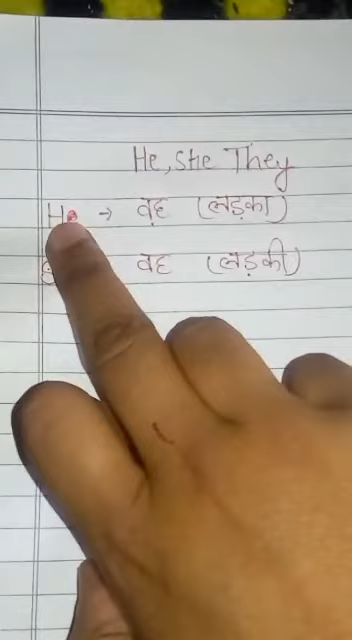 He, She They
He → वह (लड़का)
वह (लड़की)